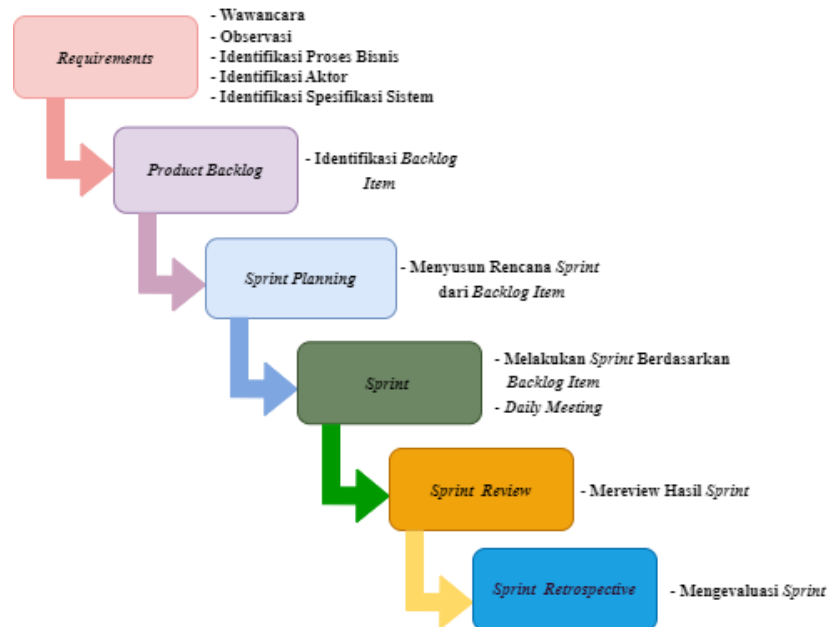 Requirements
- Wawancara
- Observasi
- Identifikasi Proses Bisnis
- Identifikasi Aktor
- Identifikasi Spesifikasi Sistem
Product Backlog
- Identifikasi Backlog
Item
Sprint Planning
- Menyusun Rencana Sprint
dari Backlog Item
Sprint
- Melakukan Sprint Berdasarkan
Backlog Item
- Daily Meeting
Sprint Review
- Mereview Hasil Sprint
Sprint Retrospective
- Mengevaluasi Sprint